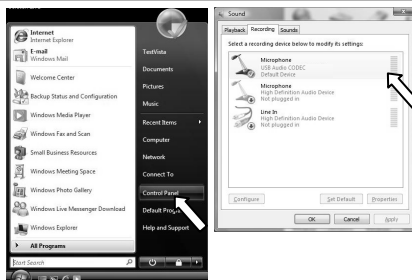 Internet
Internet Explorer
E-mail
Windows Mail
Welcome Center
Backup Status and Configuration
Windows Media Player
Windows Fax and Scan
Small Business Resources
Windows Meeting Space
Windows Photo Gallery
Windows Live Messenger Download
Windows Explorer
All Programs
Start Search
TestVista
Documents
Pictures
Music
Recent Items
Computer
Network
Connect To
Control Panel
Default Progra
Help and Support
Sound
Playback Recording Sounds
Select a recording device below to modify its settings:
Microphone
USB Audio CODEC
Default Device
Microphone
High Definition Audio Device
Not plugged in
Line In
High Definition Audio Device
Not plugged in
Configure Set Default Properties
OK Cancel Apply